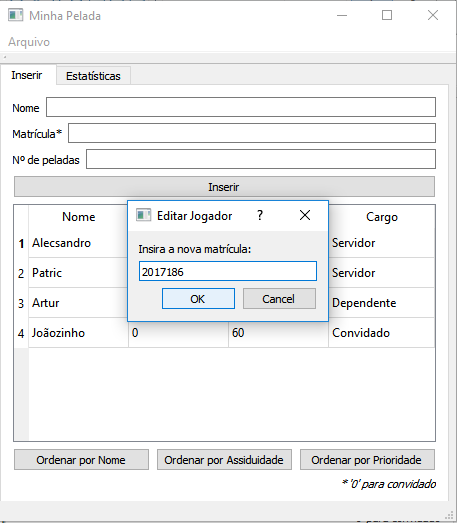 Minha Pelada
Arquivo
Inserir Estatísticas
Nome
Matrícula*
Nº de peladas
Inserir
Nome Cargo
Editar Jogador ?
Insira a nova matrícula:
2017186
OK Cancel
1 Alecsandro Servidor
2 Patric Servidor
3 Artur Dependente
4 Joãozinho 0 60 Convidado
Ordenar por Nome Ordenar por Assiduidade Ordenar por Prioridade
* '0' para convidado